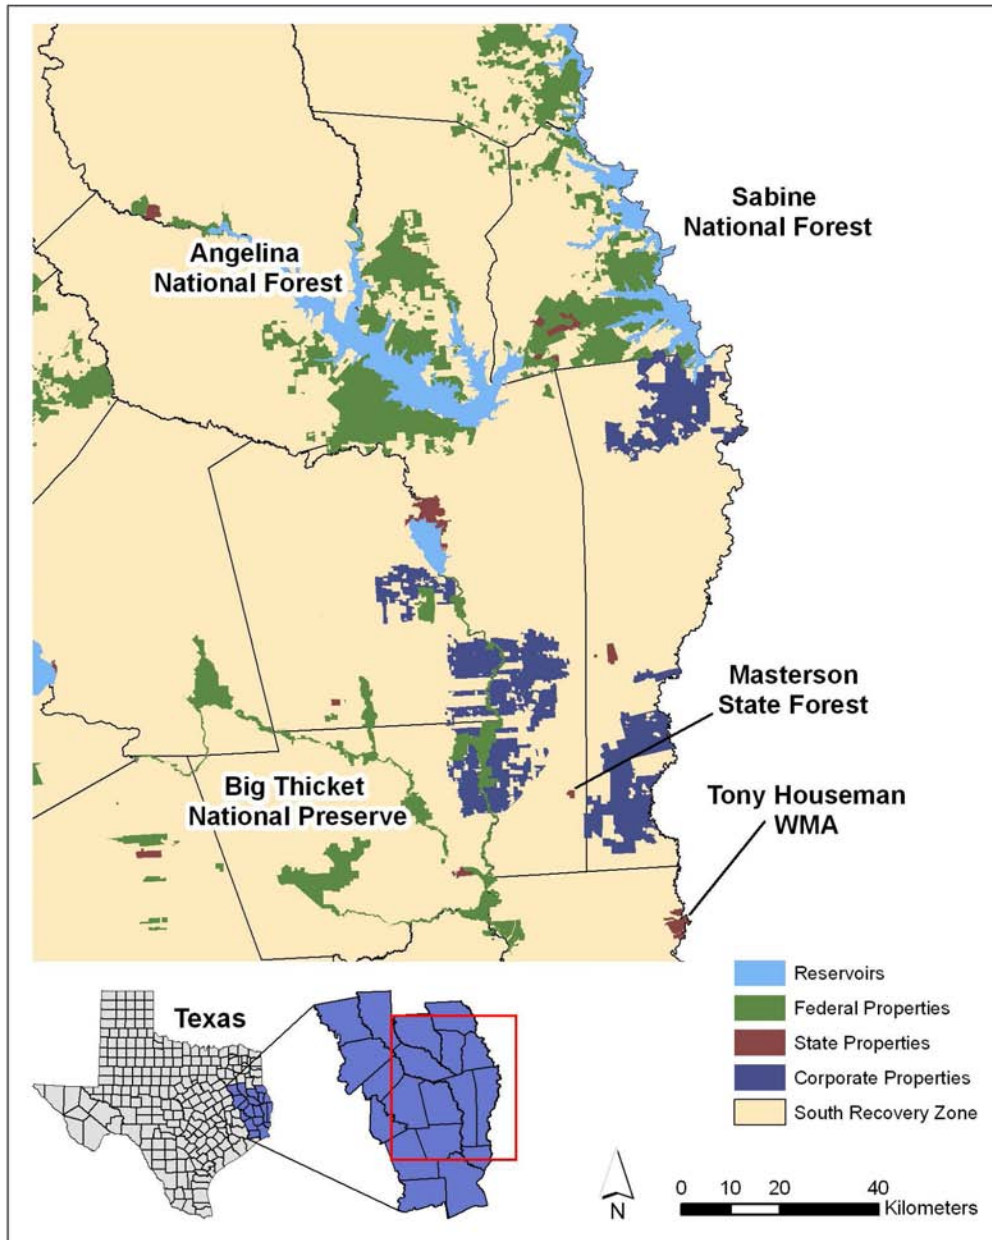 Sabine
National Forest
Angelina
National Forest
Masterson
State Forest
Big Thicket
National Preserve
Tony Houseman
WMA
Reservoirs
Federal Properties
State Properties
Corporate Properties
South Recovery Zone
Texas
N
0 10 20 40
Kilometers